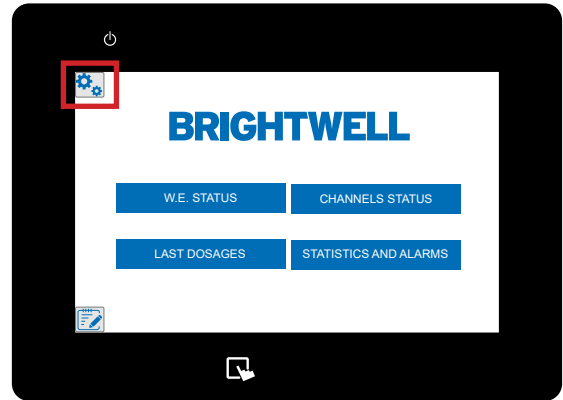 BRIGHTWELL
W.E. STATUS
CHANNELS STATUS
LAST DOSAGES
STATISTICS AND ALARMS